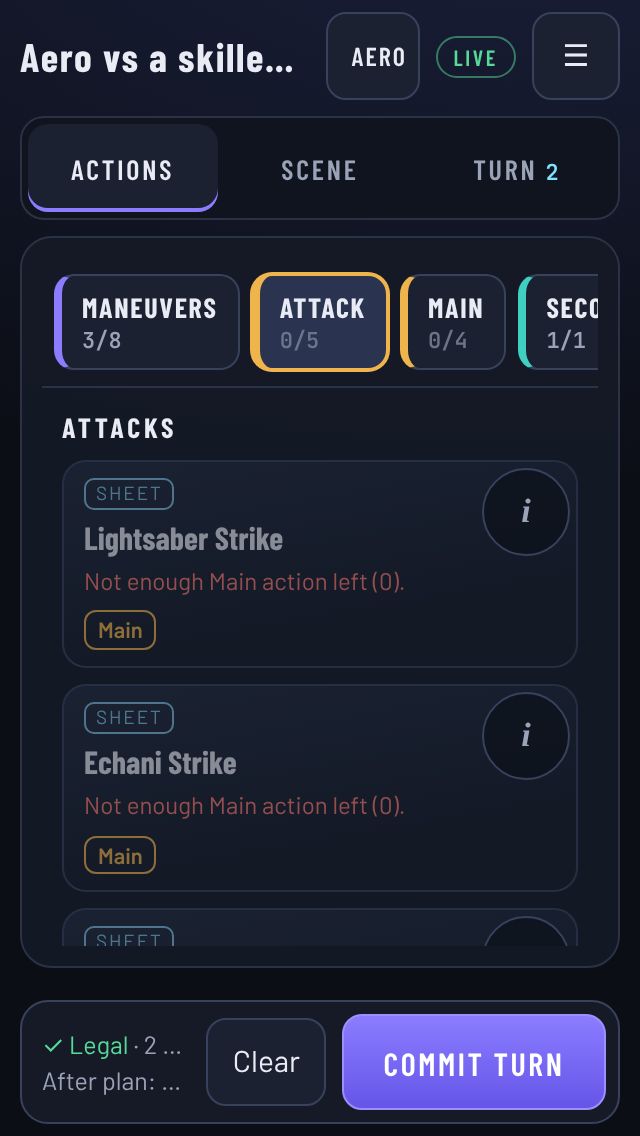 Aero vs a skille...
AERO
LIVE
☰
ACTIONS
SCENE
TURN 2
MANEUVERS
3/8
ATTACK
0/5
MAIN
0/4
SECO
1/1
ATTACKS
SHEET
i
Lightsaber Strike
Not enough Main action left (0).
Main
SHEET
i
Echani Strike
Not enough Main action left (0).
Main
SHEET
✓ Legal · 2 ...
After plan: ...
Clear
COMMIT TURN